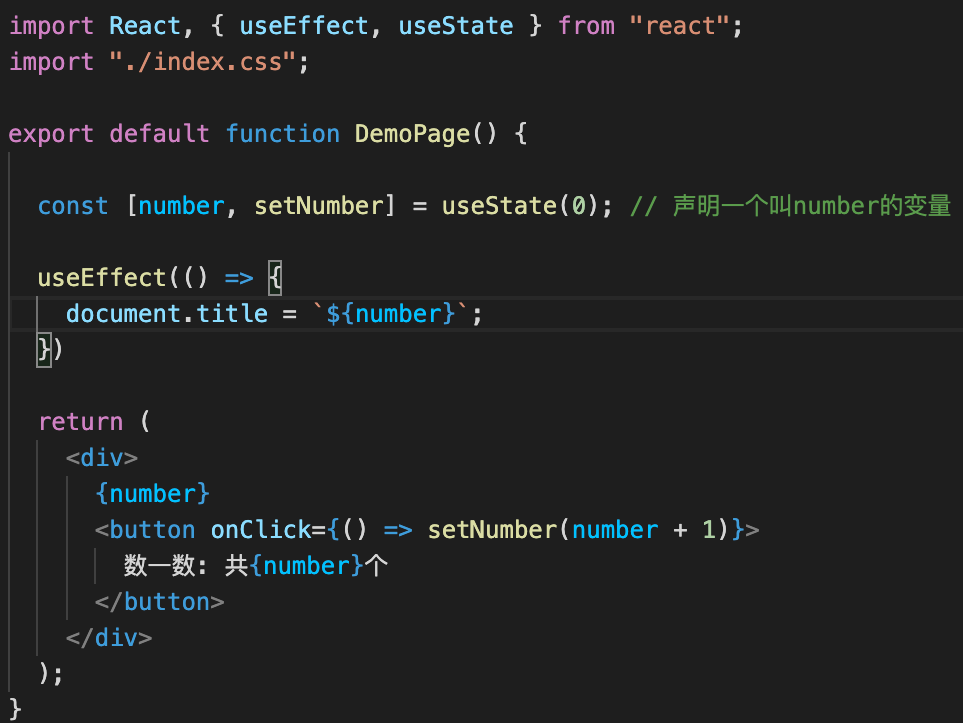 import React, { useEffect, useState } from "react";
import "./index.css";
export default function DemoPage() {
const [number, setNumber] = useState(0); // 声明一个叫number的变量
useEffect(() => {
document.title = `${number}`;
})
return (
<div>
{number}
<button onClick={() => setNumber(number + 1)}>
数一数: 共{number}个
</button>
</div>
);
}